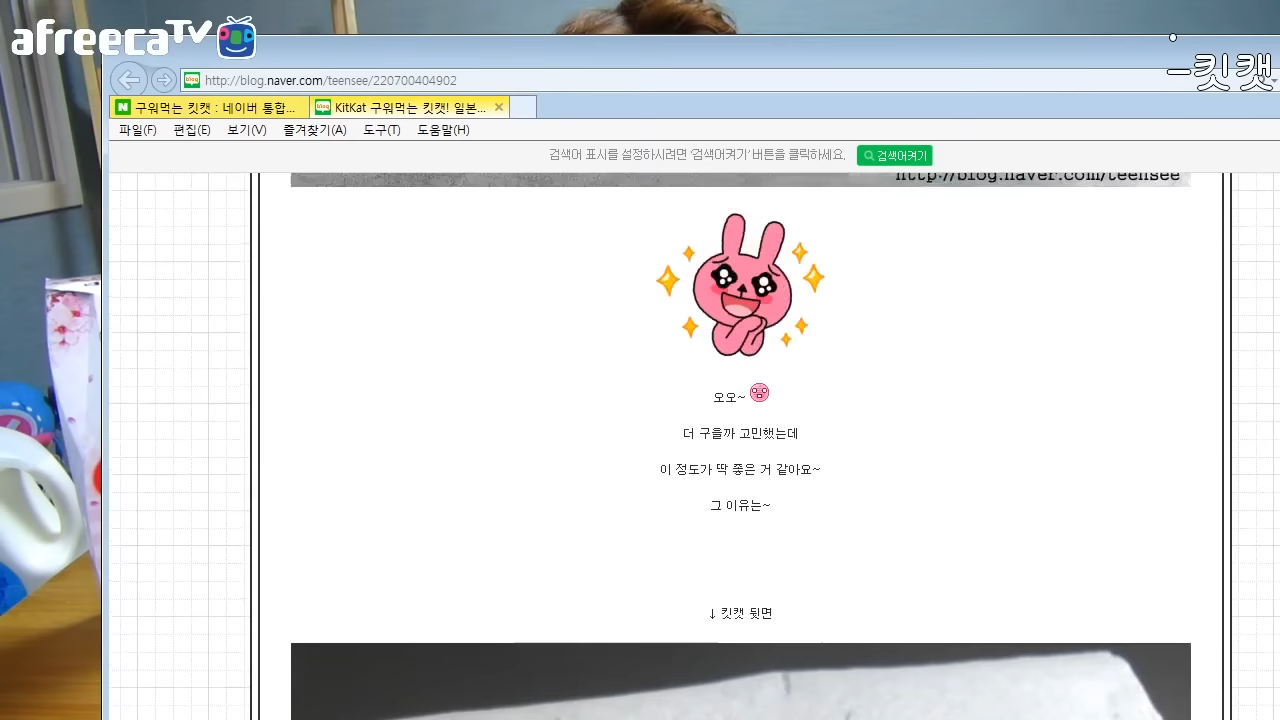 afreecaTV
-킷캣
http://blog.naver.com/teensee/220700404902
구워먹는 킷캣 : 네이버 통합...
KitKat 구워먹는 킷캣! 일본...
파일(F) 편집(E) 보기(V) 즐겨찾기(A) 도구(T) 도움말(H)
검색어 표시를 설정하시려면 '검색어켜기' 버튼을 클릭하세요.
검색어켜기
http://blog.naver.com/teensee
모오~
더 구을까 고민했는데
이 정도가 딱 좋은 거 같아요~
그 이유는~
↓ 킷캣 뒷면